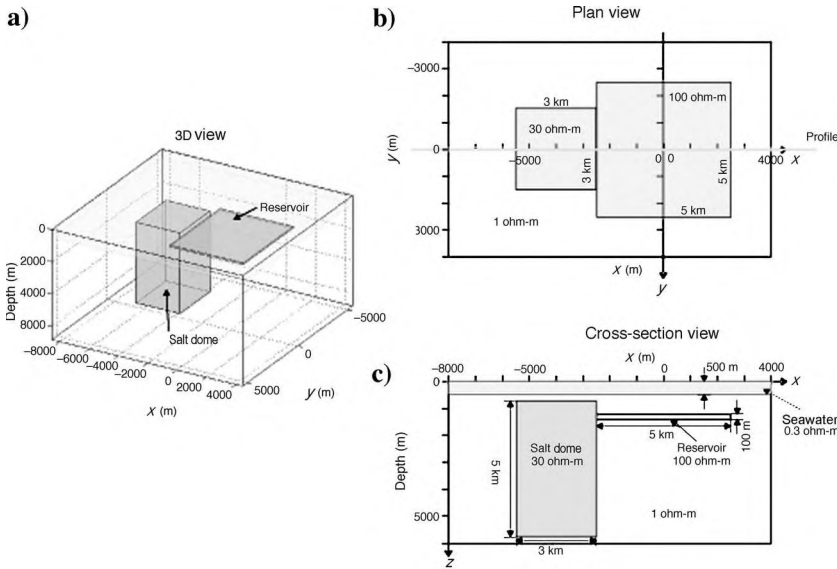 a)
3D view
Reservoir
Salt dome
Depth (m)
0
2000
4000
6000
8000
−8000
−6000
−4000
−2000
0
2000
4000
x (m)
−5000
0
5000
y (m)
b)
Plan view
−3000
0
3000
y (m)
3 km
30 ohm-m
3 km
100 ohm-m
5 km
5 km
−5000
0
0
4000
x
Profile
1 ohm-m
x (m)
y
c)
Cross-section view
x (m)
−8000
−5000
0
500 m
4000
x
0
5000
Depth (m)
z
Seawater
0.3 ohm-m
5 km
Salt dome
30 ohm-m
3 km
5 km
Reservoir
100 ohm-m
100 m
1 ohm-m